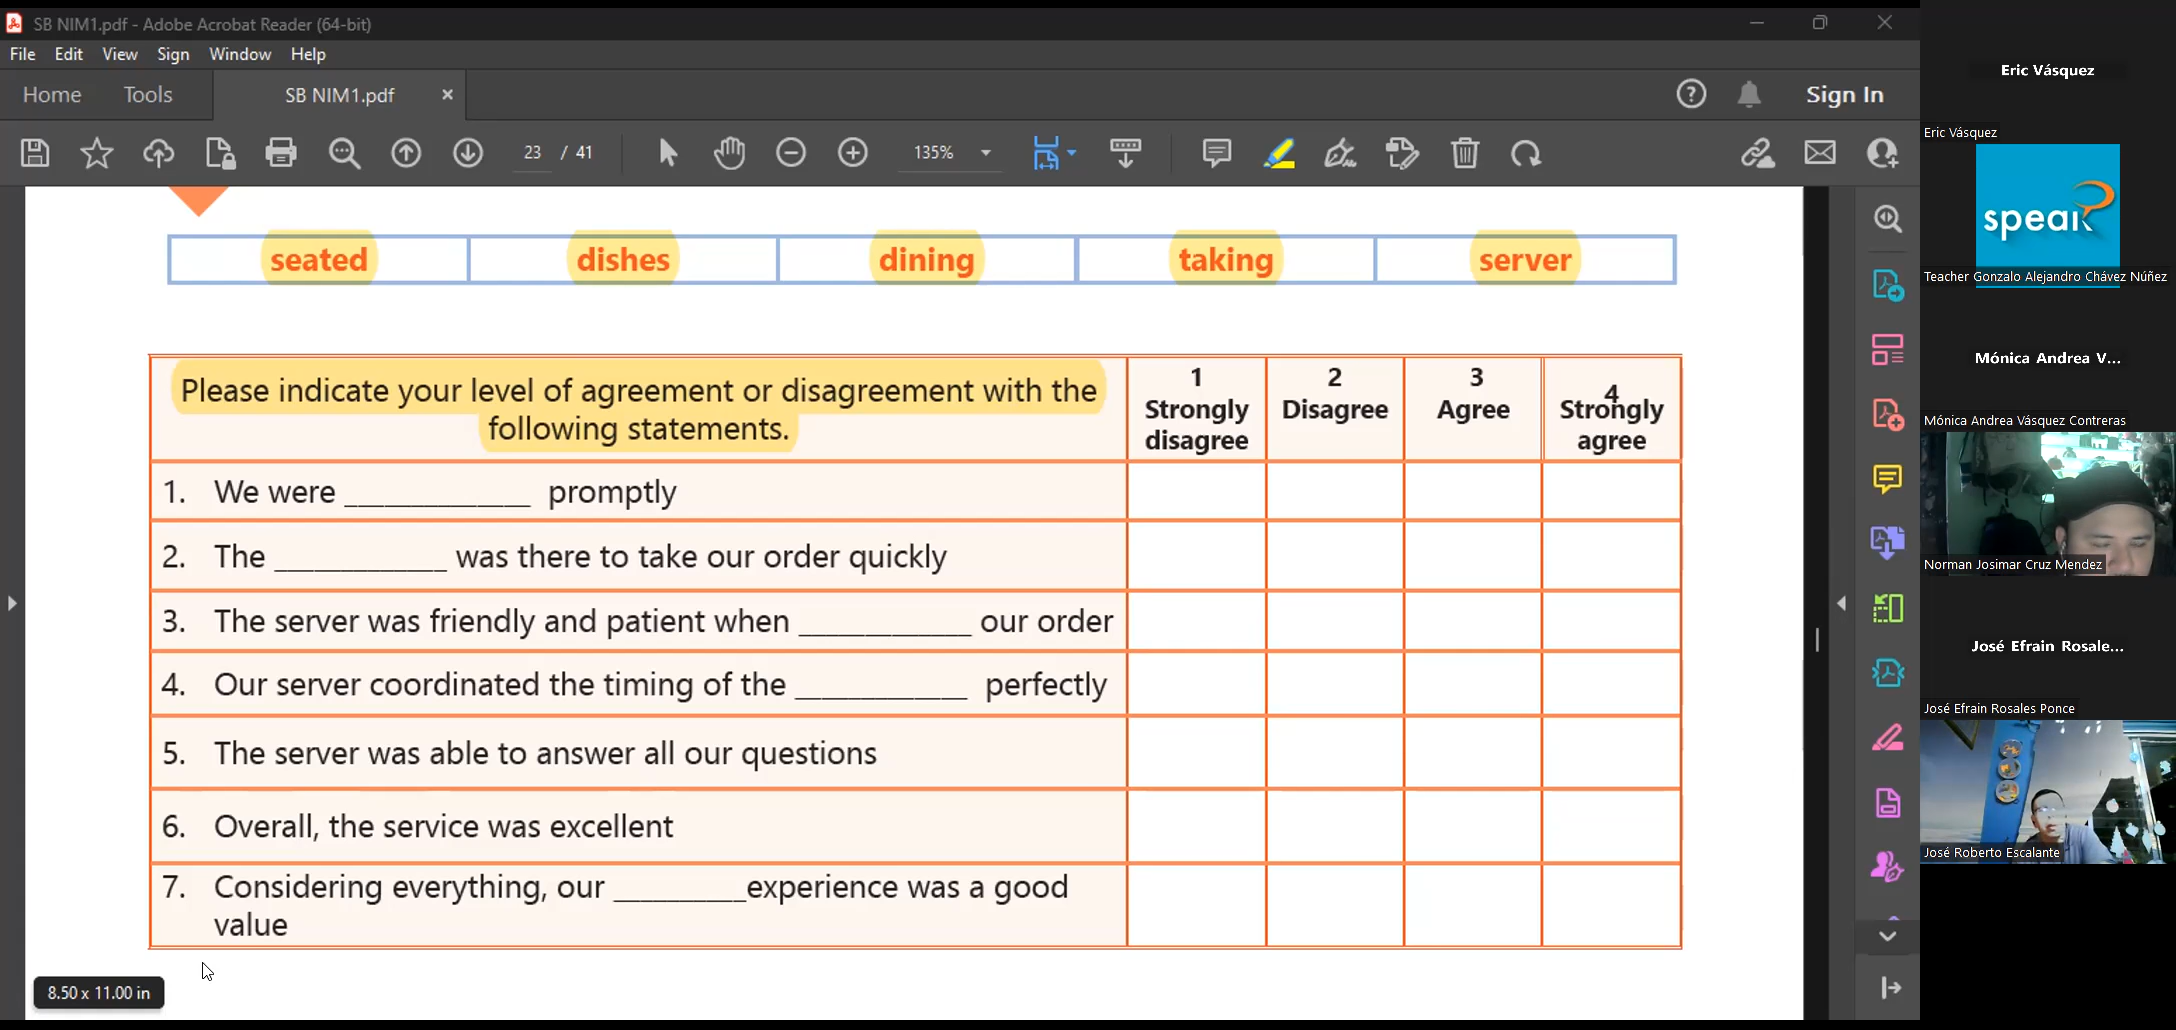 SB NIM1.pdf - Adobe Acrobat Reader (64-bit)
File Edit View Sign Window Help
Home Tools SB NIM1.pdf × Sign In
23 / 41 135%
seated dishes dining taking server
Please indicate your level of agreement or disagreement with the
following statements.
1
Strongly
disagree
2
Disagree
3
Agree
4
Strongly
agree
1. We were ______________ promptly
2. The _____________ was there to take our order quickly
3. The server was friendly and patient when _____________ our order
4. Our server coordinated the timing of the _____________ perfectly
5. The server was able to answer all our questions
6. Overall, the service was excellent
7. Considering everything, our __________experience was a good
value
8.50 x 11.00 in
Eric Vásquez
Eric Vásquez
speak
Teacher Gonzalo Alejandro Chávez Núñez
Mónica Andrea V...
Mónica Andrea Vásquez Contreras
Norman Josimar Cruz Mendez
José Efrain Rosale...
José Efrain Rosales Ponce
José Roberto Escalante